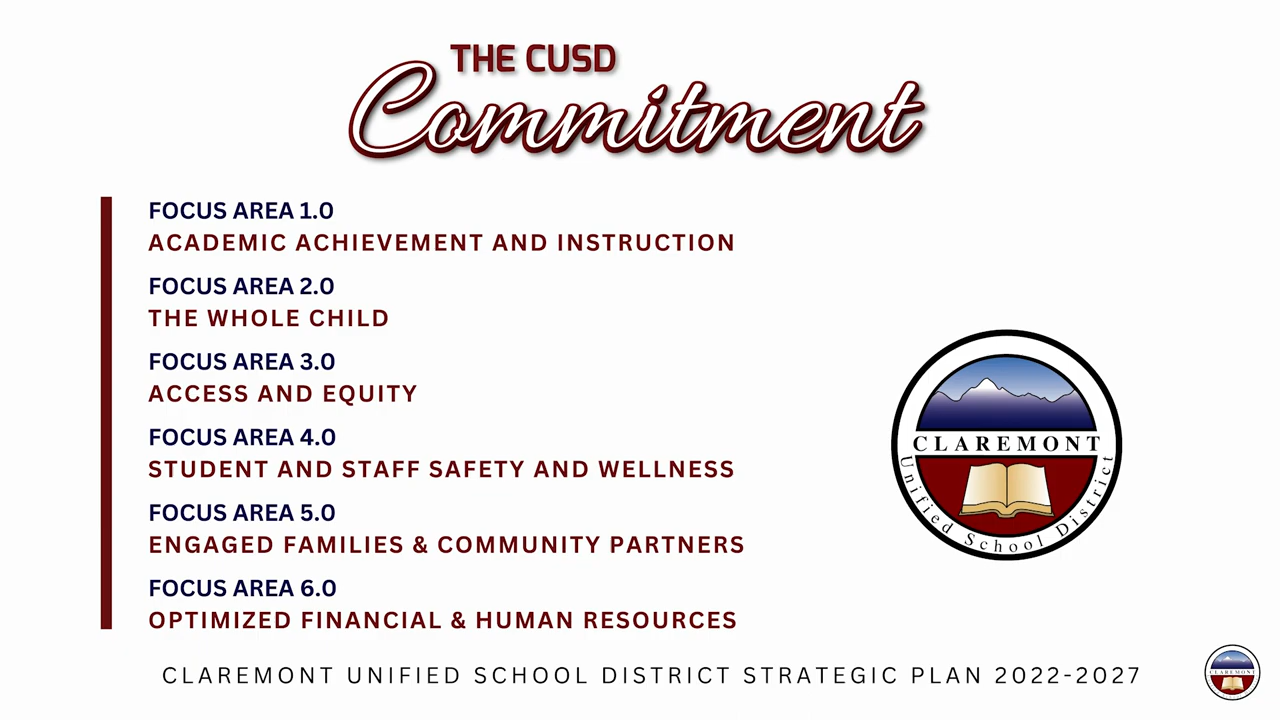 THE CUSD
Commitment
FOCUS AREA 1.0
ACADEMIC ACHIEVEMENT AND INSTRUCTION
FOCUS AREA 2.0
THE WHOLE CHILD
FOCUS AREA 3.0
ACCESS AND EQUITY
FOCUS AREA 4.0
STUDENT AND STAFF SAFETY AND WELLNESS
FOCUS AREA 5.0
ENGAGED FAMILIES & COMMUNITY PARTNERS
FOCUS AREA 6.0
OPTIMIZED FINANCIAL & HUMAN RESOURCES
CLAREMONT
Unified School District
CLAREMONT UNIFIED SCHOOL DISTRICT STRATEGIC PLAN 2022-2027
CLAREMONT